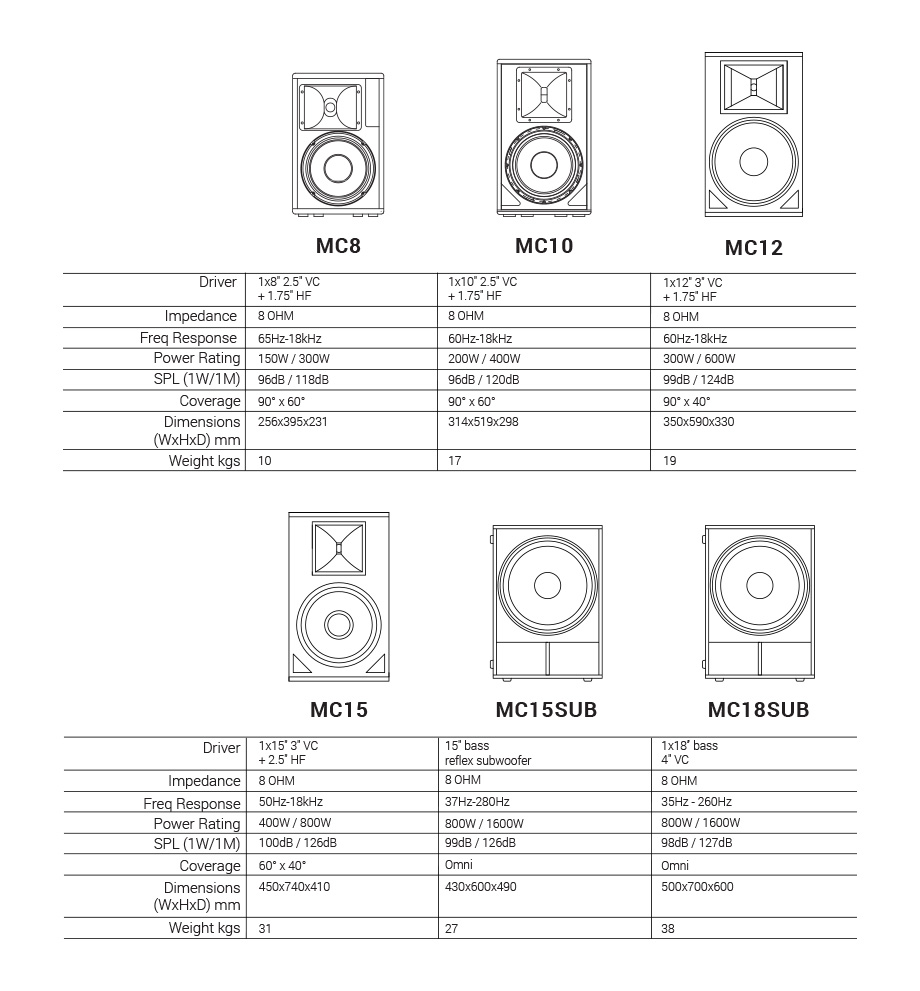 MC8 MC10 MC12
Driver 1x8" 2.5" VC 1x10" 2.5" VC 1x12" 3" VC
+ 1.75" HF + 1.75" HF + 1.75" HF
Impedance 8 OHM 8 OHM 8 OHM
Freq Response 65Hz-18kHz 60Hz-18kHz 60Hz-18kHz
Power Rating 150W / 300W 200W / 400W 300W / 600W
SPL (1W/1M) 96dB / 118dB 96dB / 120dB 99dB / 124dB
Coverage 90° x 60° 90° x 60° 90° x 40°
Dimensions 256x395x231 314x519x298 350x590x330
(WxHxD) mm
Weight kgs 10 17 19
MC15 MC15SUB MC18SUB
Driver 1x15" 3" VC 15" bass 1x18" bass
+ 2.5" HF reflex subwoofer 4" VC
Impedance 8 OHM 8 OHM 8 OHM
Freq Response 50Hz-18kHz 37Hz-280Hz 35Hz - 260Hz
Power Rating 400W / 800W 800W / 1600W 800W / 1600W
SPL (1W/1M) 100dB / 126dB 99dB / 126dB 98dB / 127dB
Coverage 60° x 40° Omni Omni
Dimensions 450x740x410 430x600x490 500x700x600
(WxHxD) mm
Weight kgs 31 27 38